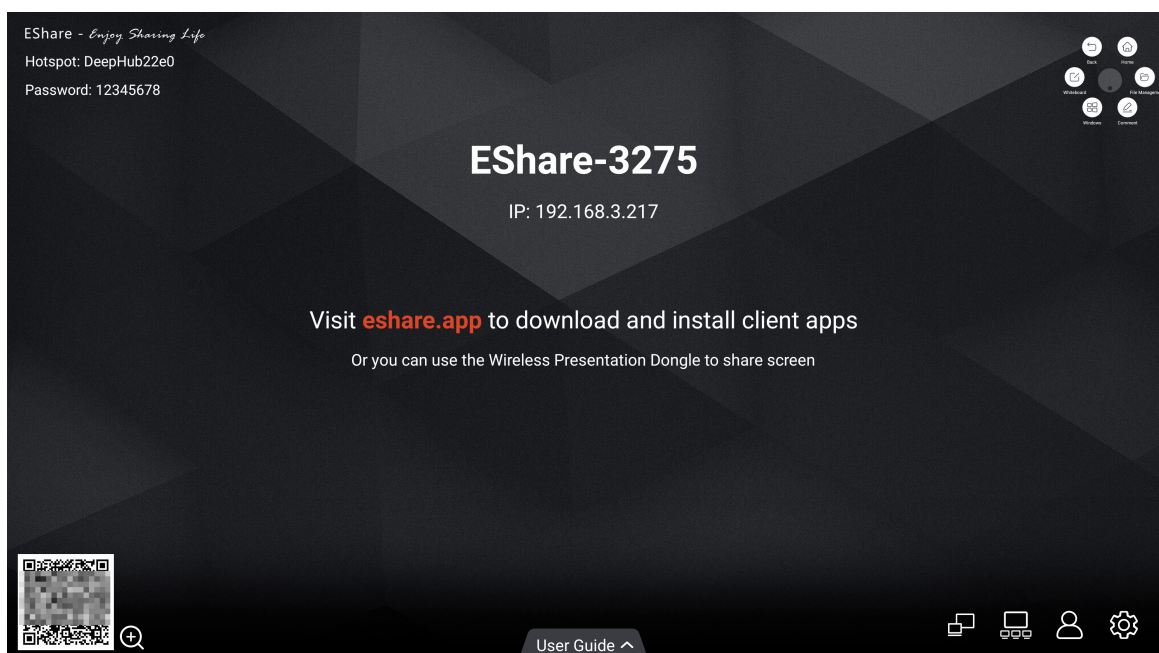 EShare - Enjoy Sharing Life
Hotspot: DeepHub22e0
Password: 12345678
Back
Home
Whiteboard
File Managem
Windows
Comment
EShare-3275
IP: 192.168.3.217
Visit eshare.app to download and install client apps
Or you can use the Wireless Presentation Dongle to share screen
User Guide